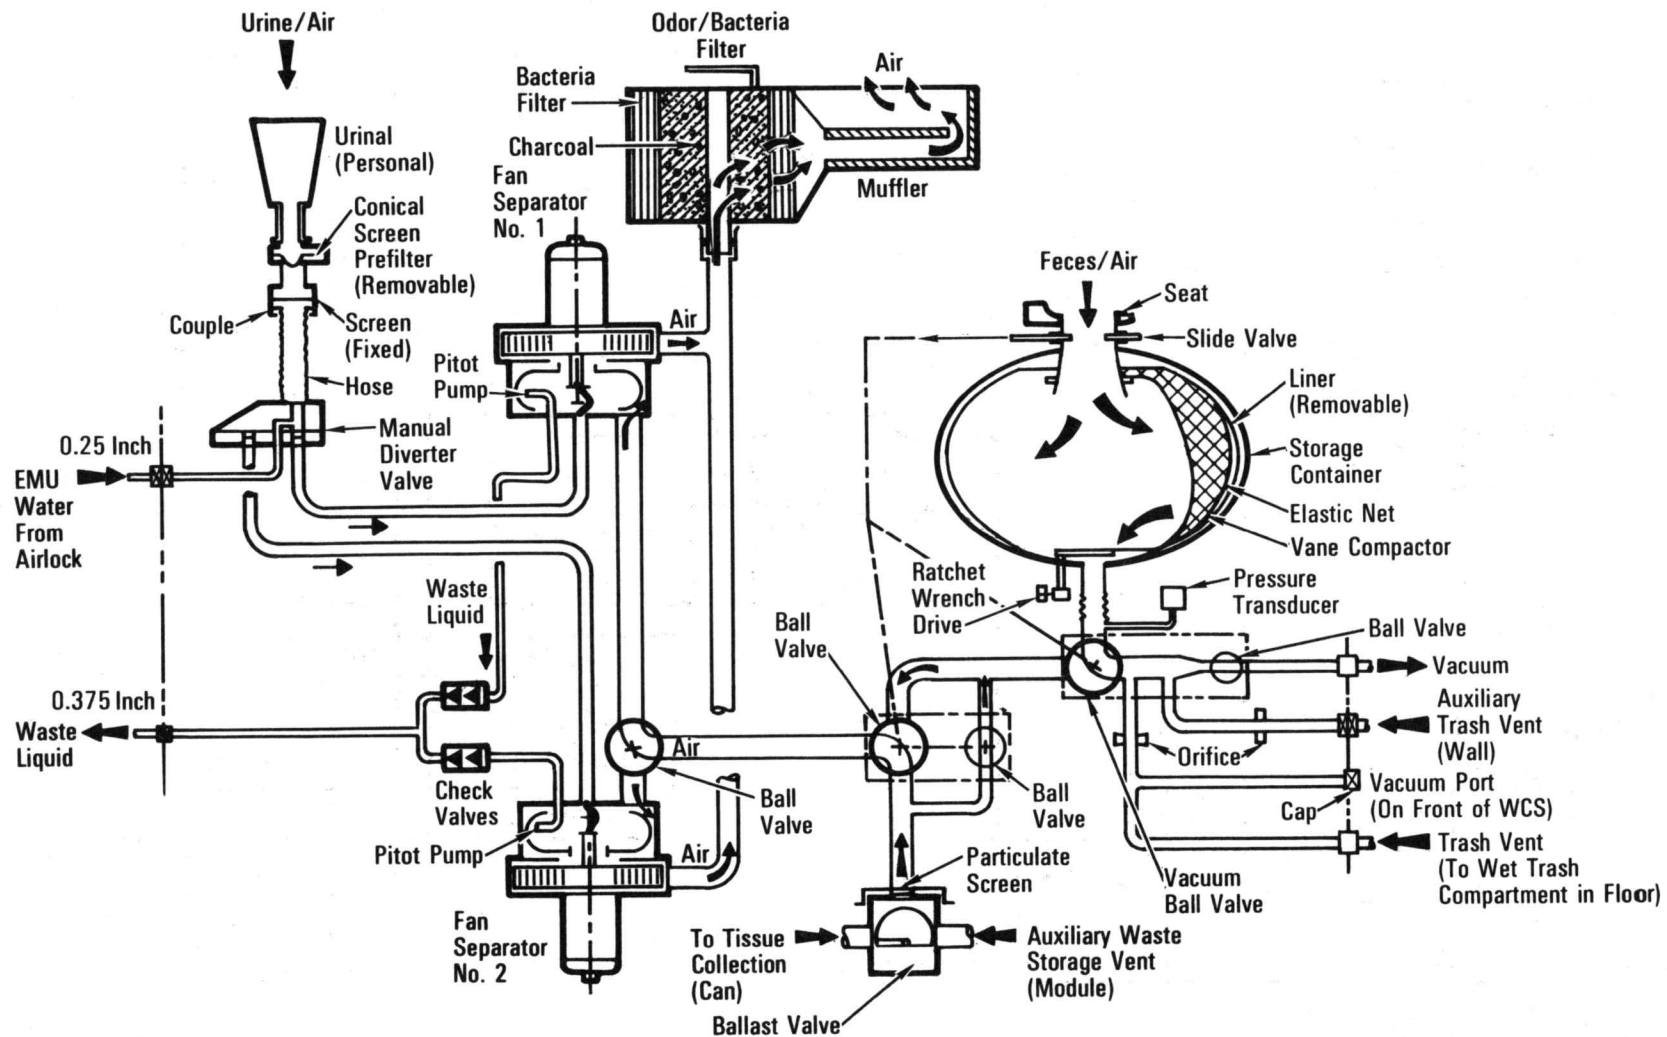 Urine/Air
Odor/Bacteria
Filter
Air
Bacteria
Filter
Charcoal
Muffler
Urinal
(Personal)
Conical
Screen
Prefilter
(Removable)
Couple
Screen
(Fixed)
Hose
Manual
Diverter
Valve
0.25 Inch
EMU
Water
From
Airlock
Fan
Separator
No. 1
Air
Pitot
Pump
Feces/Air
Seat
Slide Valve
Liner
(Removable)
Storage
Container
Elastic Net
Vane Compactor
Ratchet
Wrench
Drive
Pressure
Transducer
Waste
Liquid
0.375 Inch
Waste
Liquid
Check
Valves
Pitot Pump
Air
Ball
Valve
Air
Fan
Separator
No. 2
Ball
Valve
Ball
Valve
Ball Valve
Vacuum
Auxiliary
Trash Vent
(Wall)
Orifice
Cap
Vacuum Port
(On Front of WCS)
Trash Vent
(To Wet Trash
Compartment in Floor)
Vacuum
Ball Valve
Particulate
Screen
To Tissue
Collection
(Can)
Auxiliary Waste
Storage Vent
(Module)
Ballast Valve